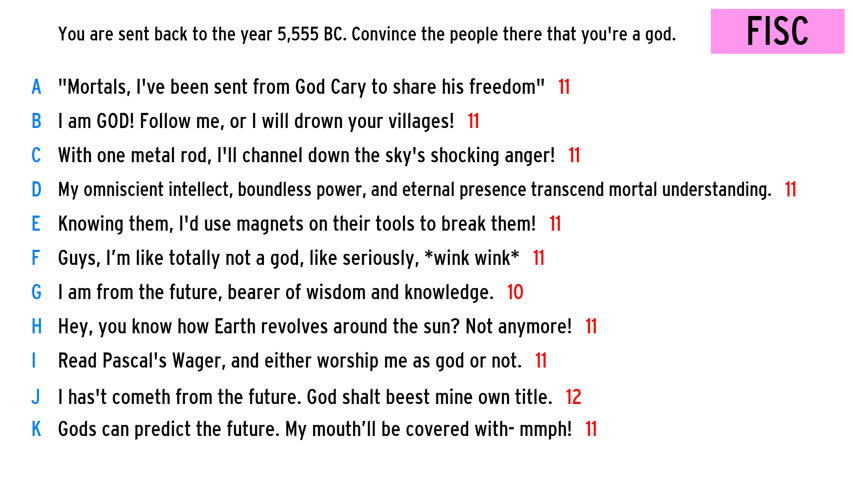 You are sent back to the year 5,555 BC. Convince the people there that you're a god.
FISC
A "Mortals, I've been sent from God Cary to share his freedom" 11
B I am GOD! Follow me, or I will drown your villages! 11
C With one metal rod, I'll channel down the sky's shocking anger! 11
D My omniscient intellect, boundless power, and eternal presence transcend mortal understanding. 11
E Knowing them, I'd use magnets on their tools to break them! 11
F Guys, I’m like totally not a god, like seriously, *wink wink* 11
G I am from the future, bearer of wisdom and knowledge. 10
H Hey, you know how Earth revolves around the sun? Not anymore! 11
I Read Pascal's Wager, and either worship me as god or not. 11
J I has't cometh from the future. God shalt beest mine own title. 12
K Gods can predict the future. My mouth’ll be covered with- mmph! 11